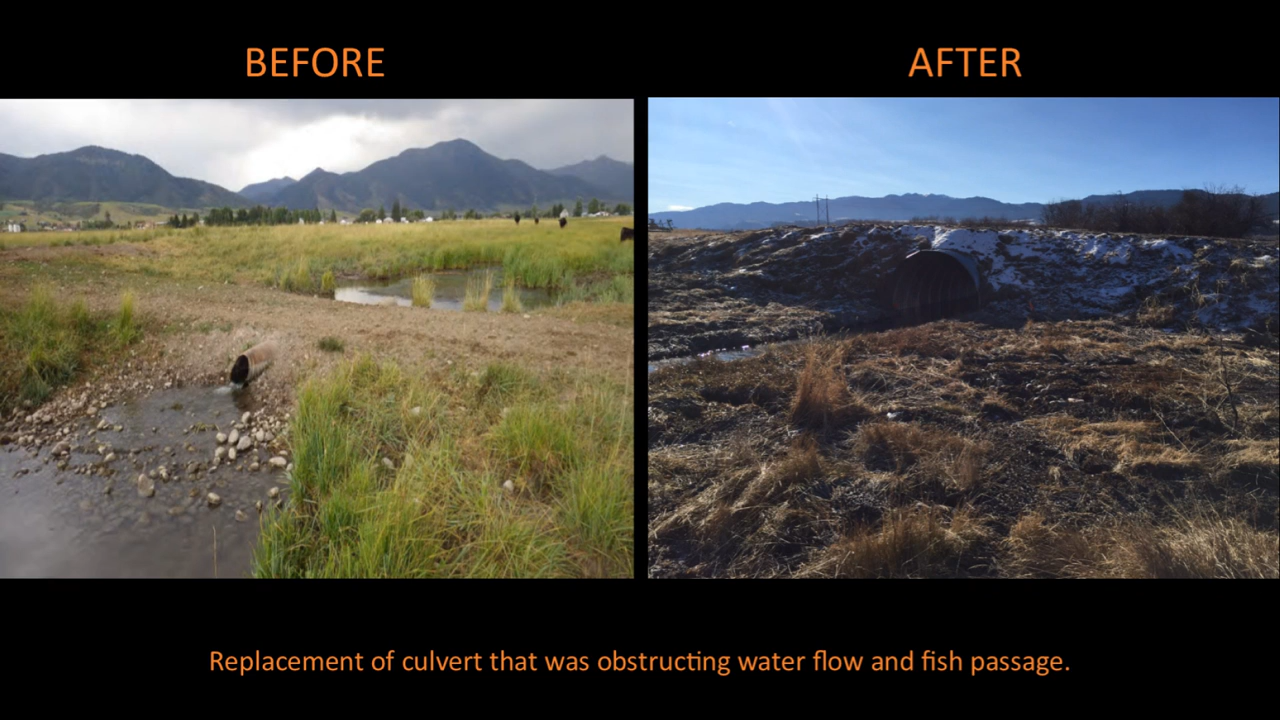 BEFORE
AFTER
Replacement of culvert that was obstructing water flow and fish passage.